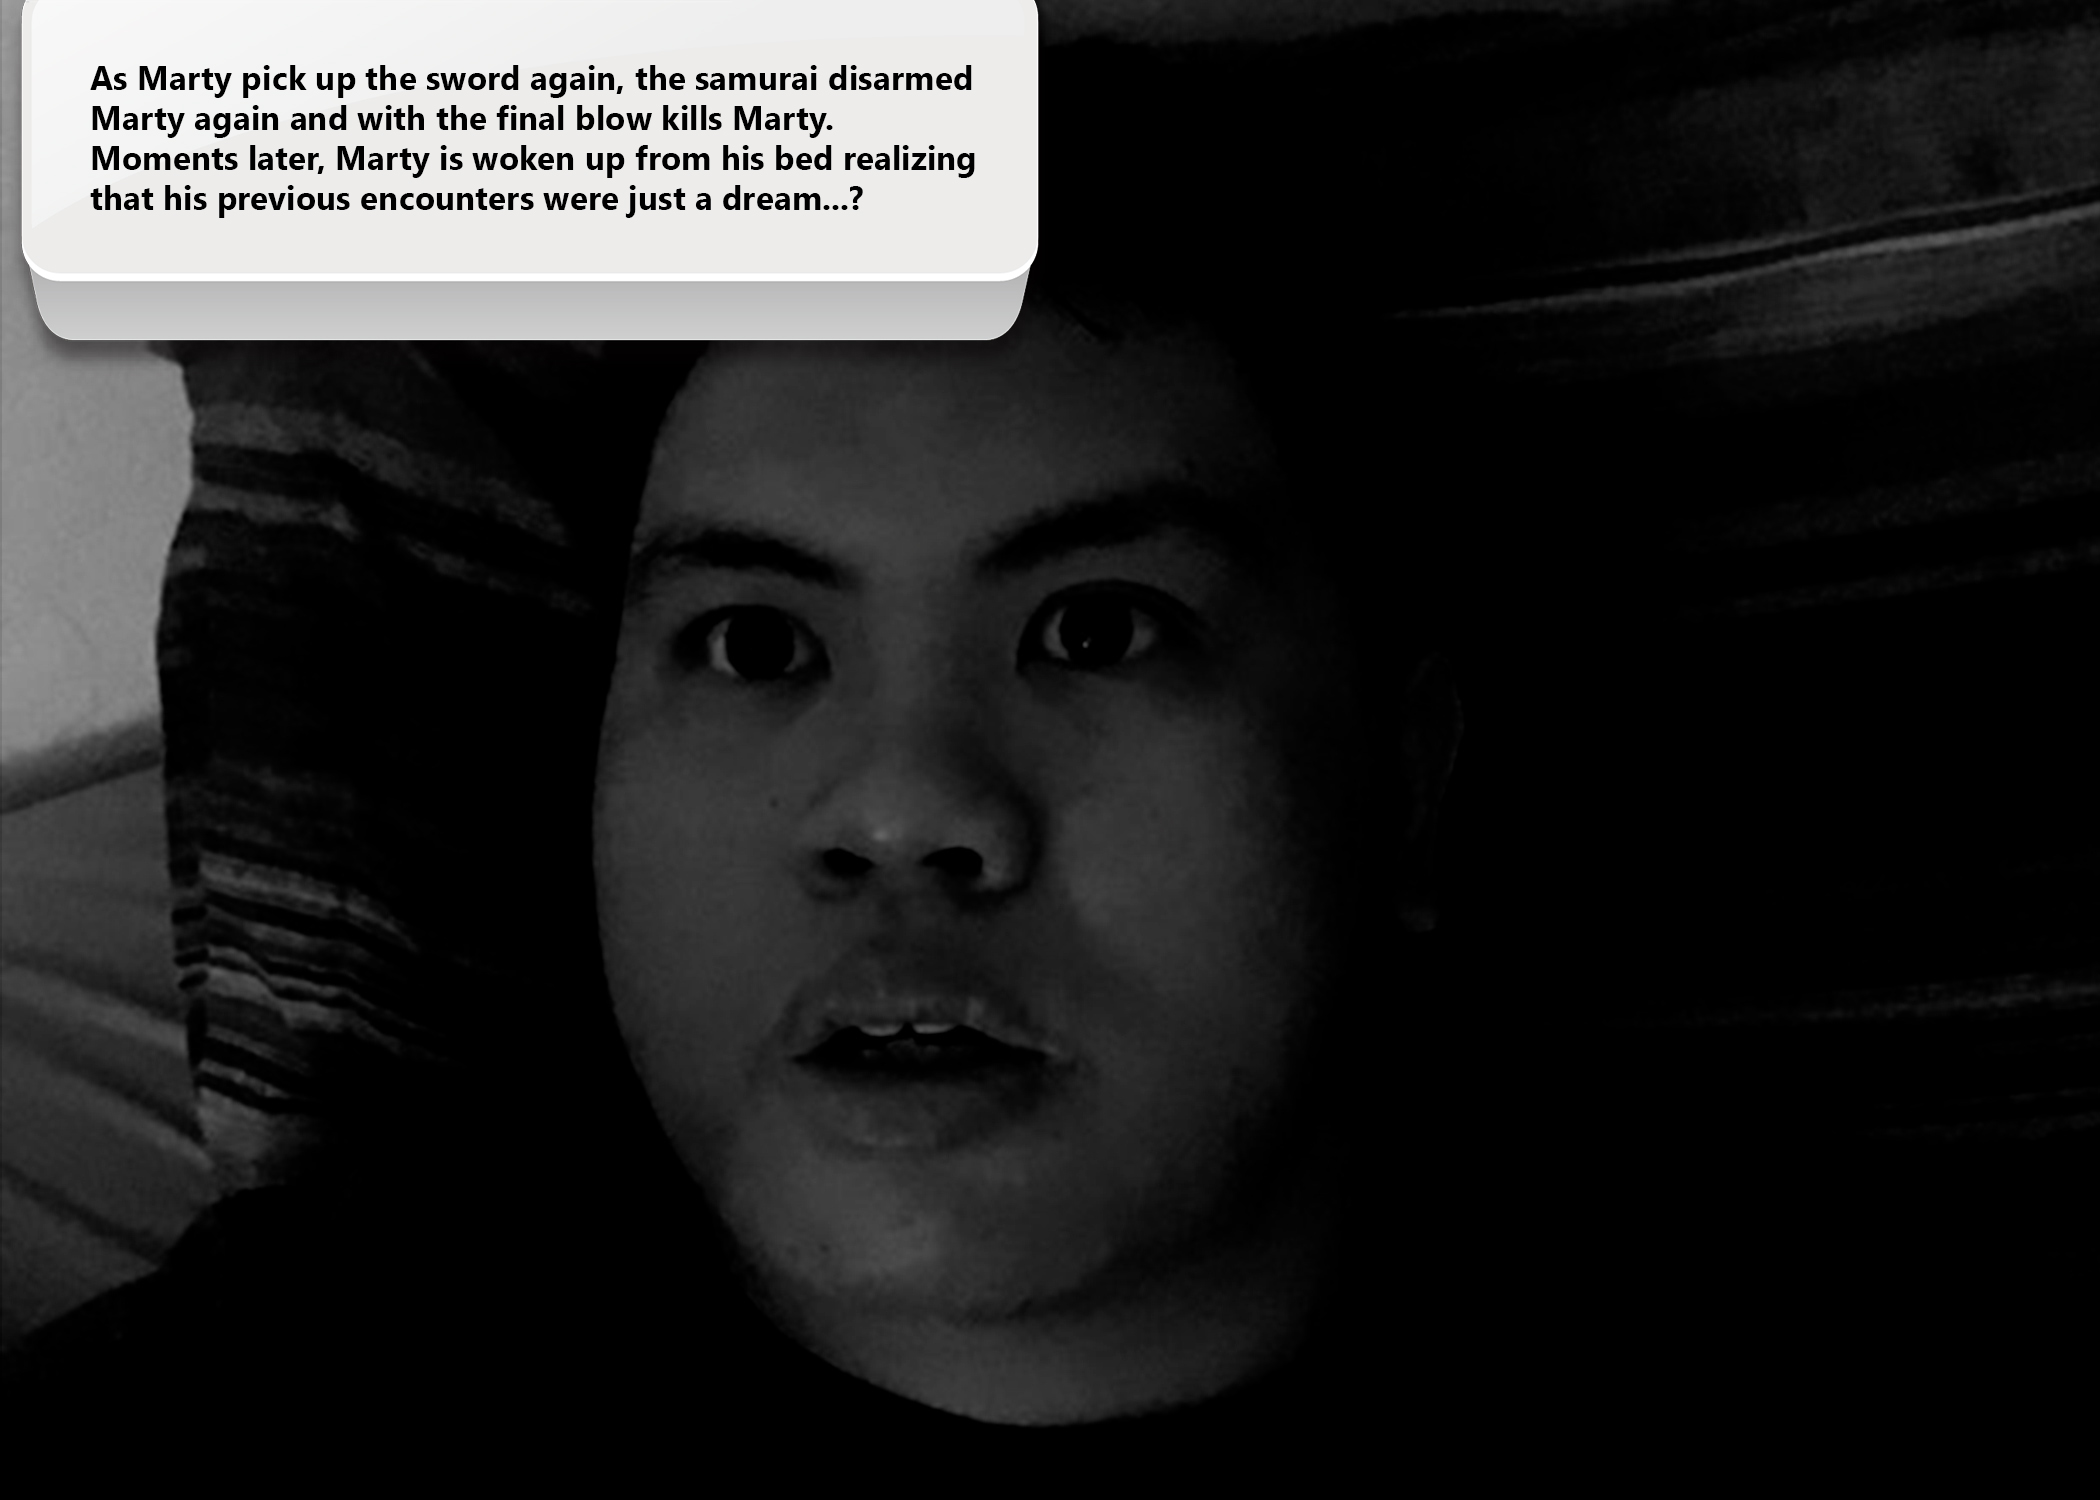 As Marty pick up the sword again, the samurai disarmed
Marty again and with the final blow kills Marty.
Moments later, Marty is woken up from his bed realizing
that his previous encounters were just a dream...?